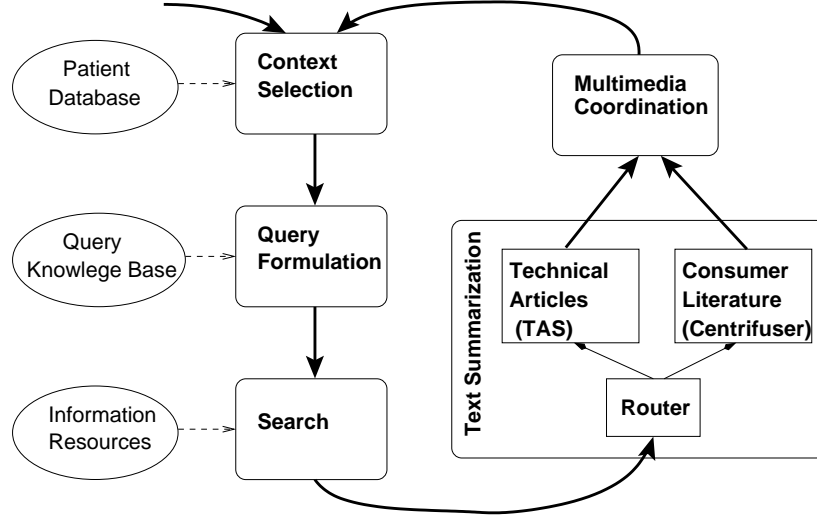 Patient
Database
Context
Selection
Query
Knowlege Base
Query
Formulation
Information
Resources
Search
Multimedia
Coordination
Text Summarization
Technical
Articles
(TAS)
Consumer
Literature
(Centrifuser)
Router